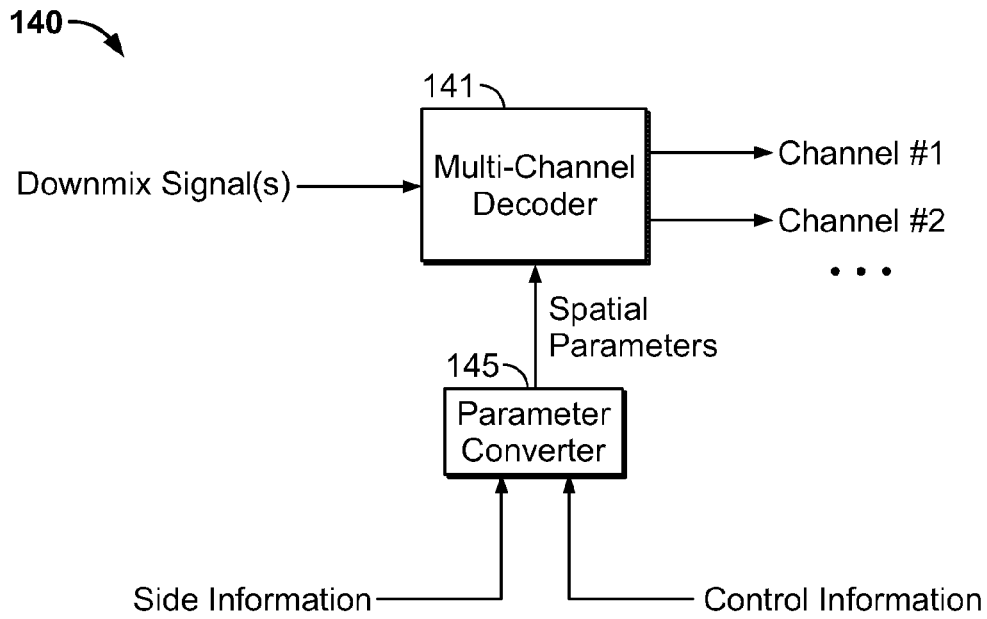 140
141
Multi-Channel
Decoder
Downmix Signal(s)
Channel #1
Channel #2
Spatial
Parameters
145
Parameter
Converter
Side Information
Control Information